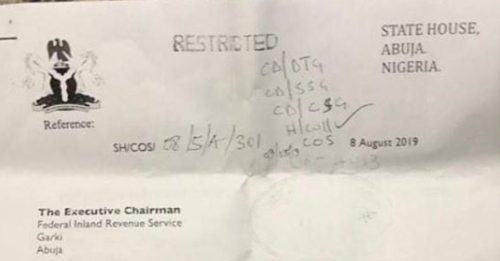 RESTRICTED
STATE HOUSE,
ABUJA.
NIGERIA.
CD/DTG
CD/SSG
CD/CSG
H/COII ✓
Reference:
SH/COS/ 08/5/A/301
COS
8 August 2019
The Executive Chairman
Federal Inland Revenue Service
Garki
Abuja